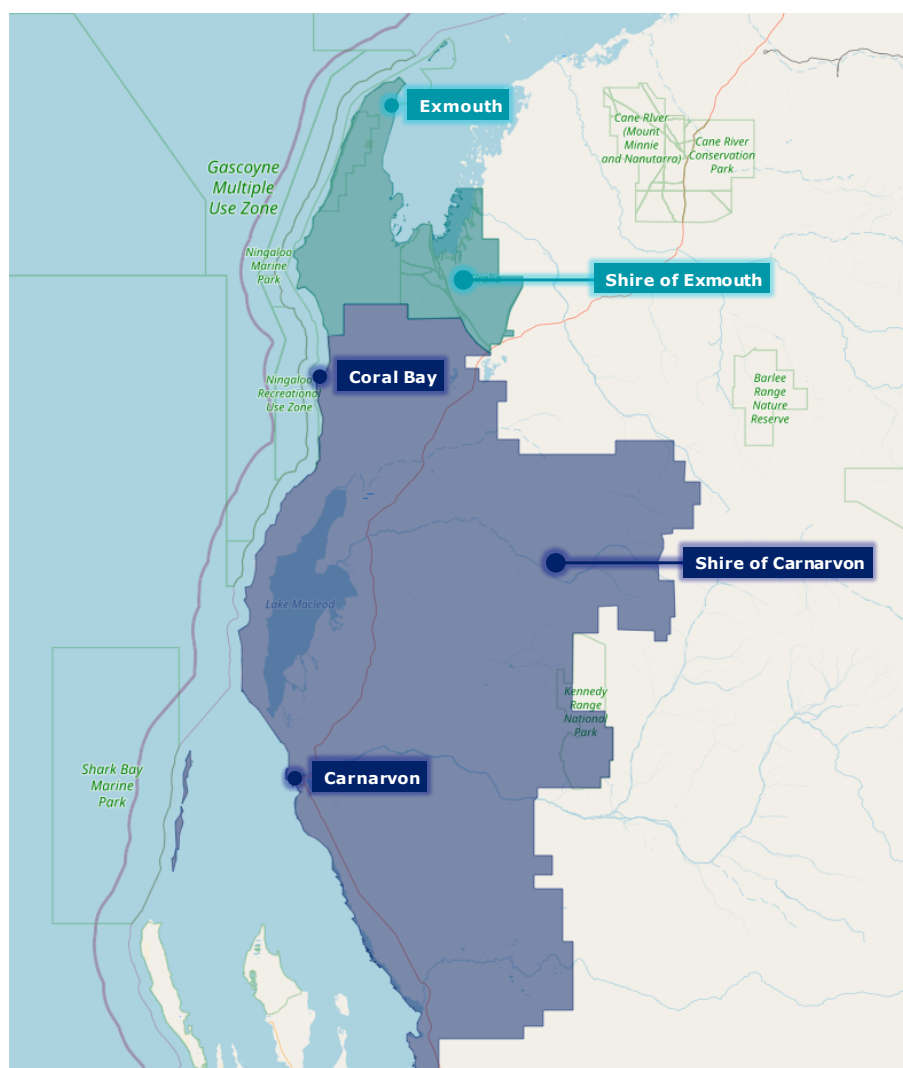 Exmouth
Cane River
(Mount
Minnie
and Nanutarra)
Cane River
Conservation
Park
Gascoyne
Multiple
Use Zone
Ningaloo
Marine
Park
Shire of Exmouth
Coral Bay
Ningaloo
Recreational
Use Zone
Barlee
Range
Nature
Reserve
Shire of Carnarvon
Lake Macleod
Kennedy
Range
National
Park
Shark Bay
Marine
Park
Carnarvon